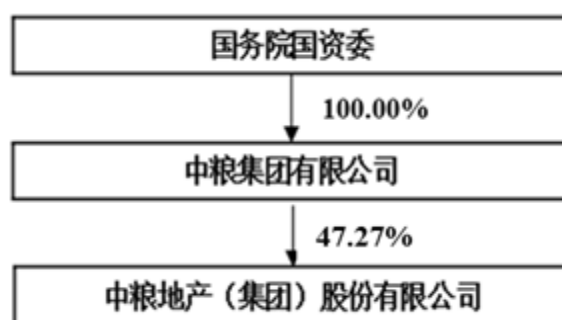 国务院国资委
100.00%
中粮集团有限公司
47.27%
中粮地产（集团）股份有限公司